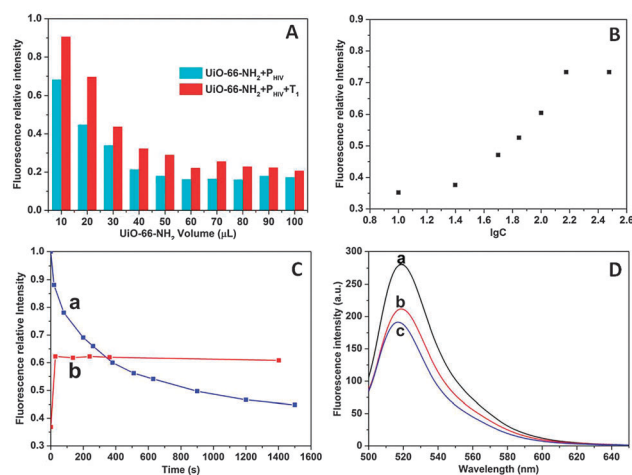 A
UiO-66-NH2+PHIV
UiO-66-NH2+PHIV+T1
Fluorescence relative intensity
1.0
0.8
0.6
0.4
0.2
0.0
10 20 30 40 50 60 70 80 90 100
UiO-66-NH2 Volume (μL)
B
Fluorescence relative Intensity
0.9
0.8
0.7
0.6
0.5
0.4
0.3
0.8 1.0 1.2 1.4 1.6 1.8 2.0 2.2 2.4 2.6
lgC
C
a
b
Fluorescence relative Intensity
1.0
0.9
0.8
0.7
0.6
0.5
0.4
0.3
0 200 400 600 800 1000 1200 1400 1600
Time (s)
D
a
b
c
Fluorescence Intensity (a.u.)
350
300
250
200
150
100
50
0
500 520 540 560 580 600 620 640
Wavelength (nm)